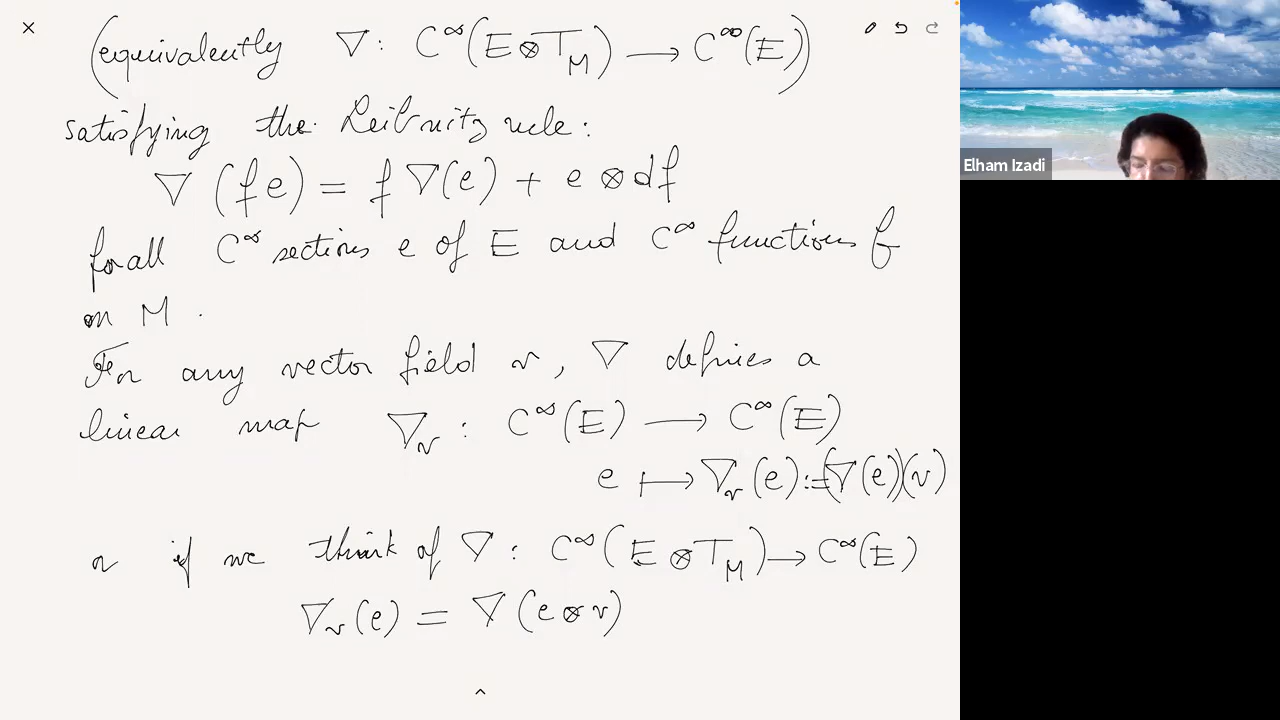 (equivalently ∇: C^∞(E⊗T_M) ⟶ C^∞(E))
satisfying the Leibnitz rule:
∇(fe) = f∇(e) + e⊗df
for all C^∞ sections e of E and C^∞ functions f
on M.
For any vector field v, ∇ defines a
linear map ∇_v : C^∞(E) ⟶ C^∞(E)
e ⟼ ∇_v(e) := (∇(e))(v)
or if we think of ∇ : C^∞(E⊗T_M) → C^∞(E)
∇_v(e) = ∇(e⊗v)
Elham Izadi